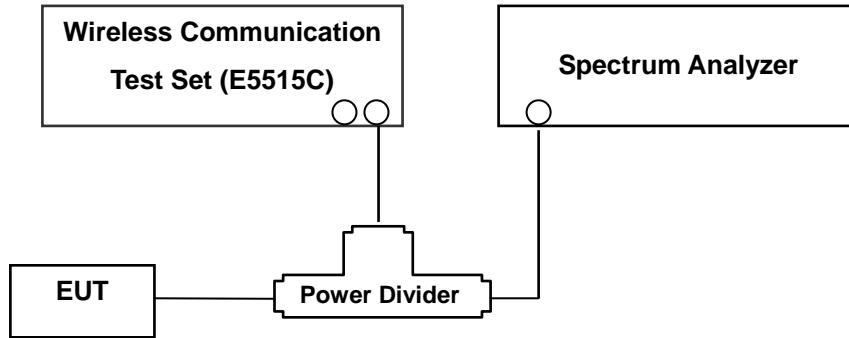 Wireless Communication
Test Set (E5515C)
Spectrum Analyzer
EUT
Power Divider